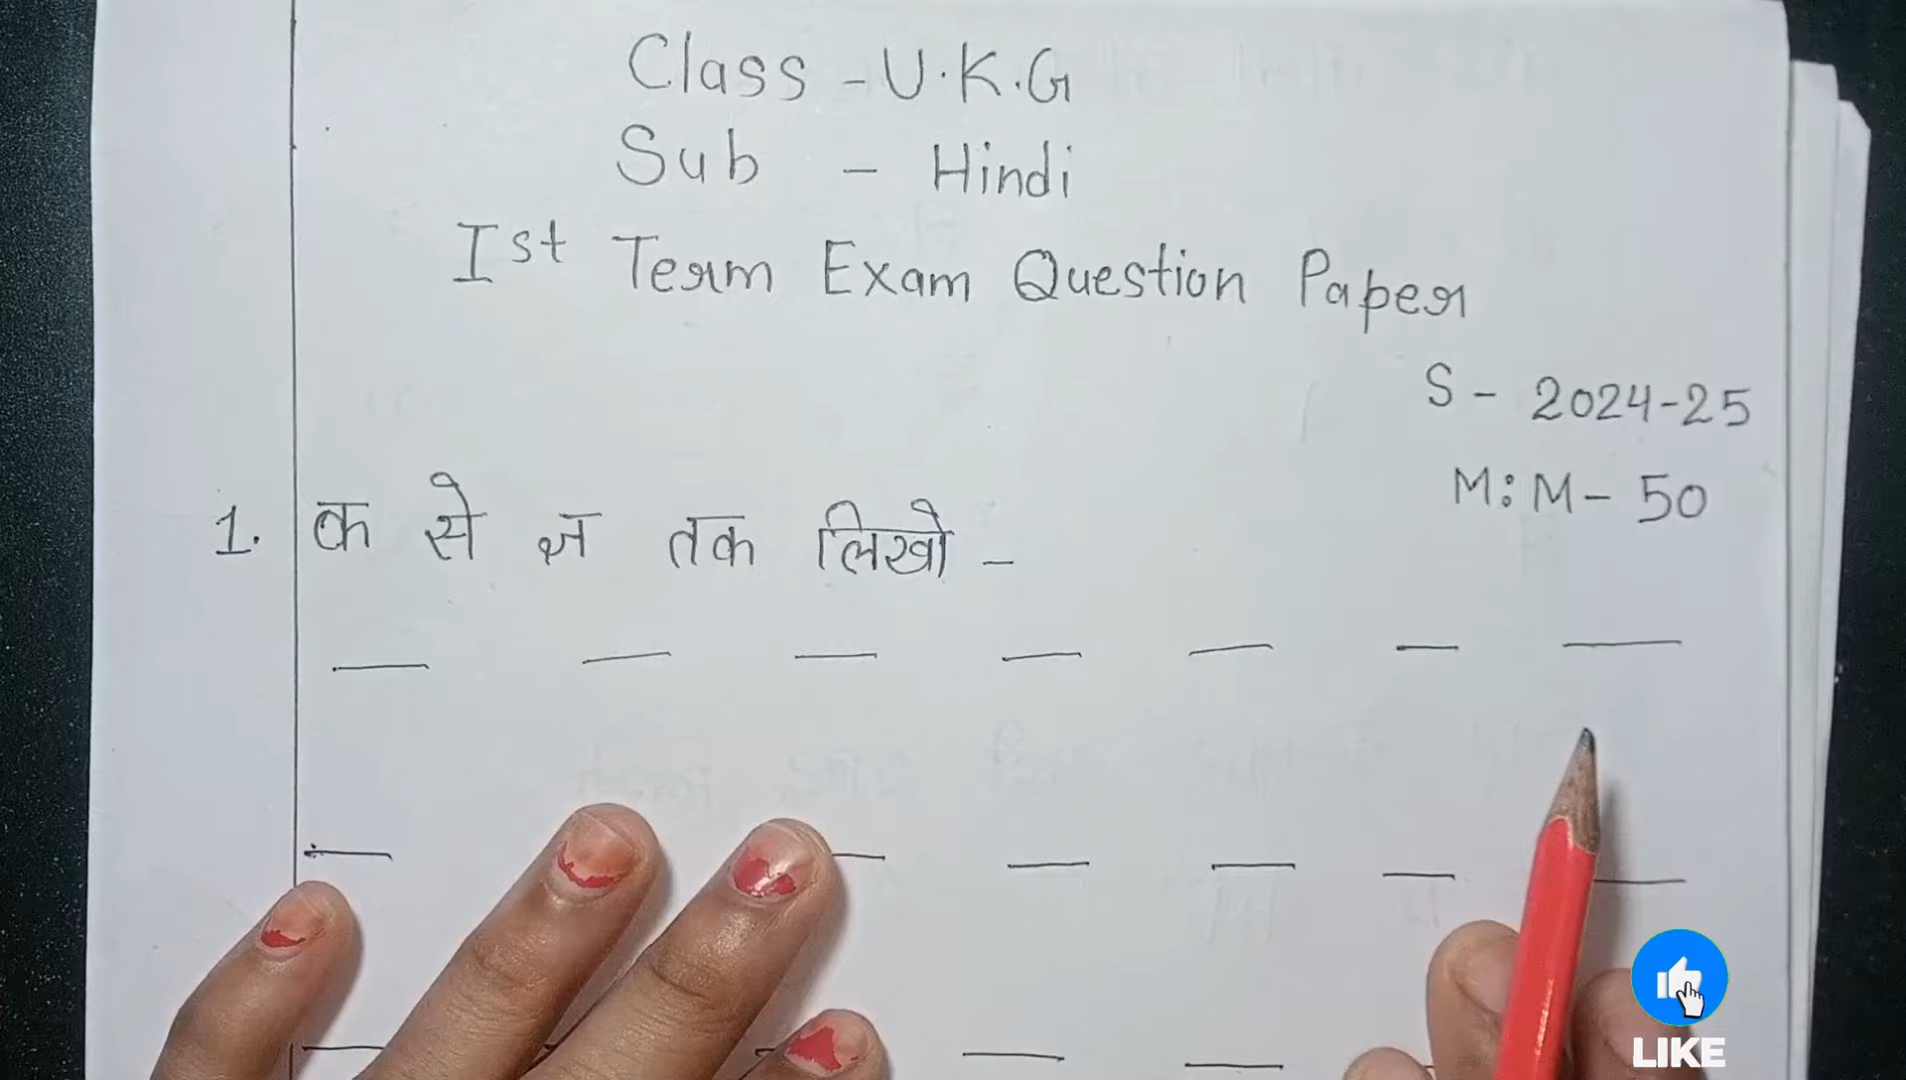 Class - U.K.G
Sub - Hindi
Ist Term Exam Question Paper
S - 2024-25
M:M- 50
1. क से ज्ञ तक लिखो -
LIKE